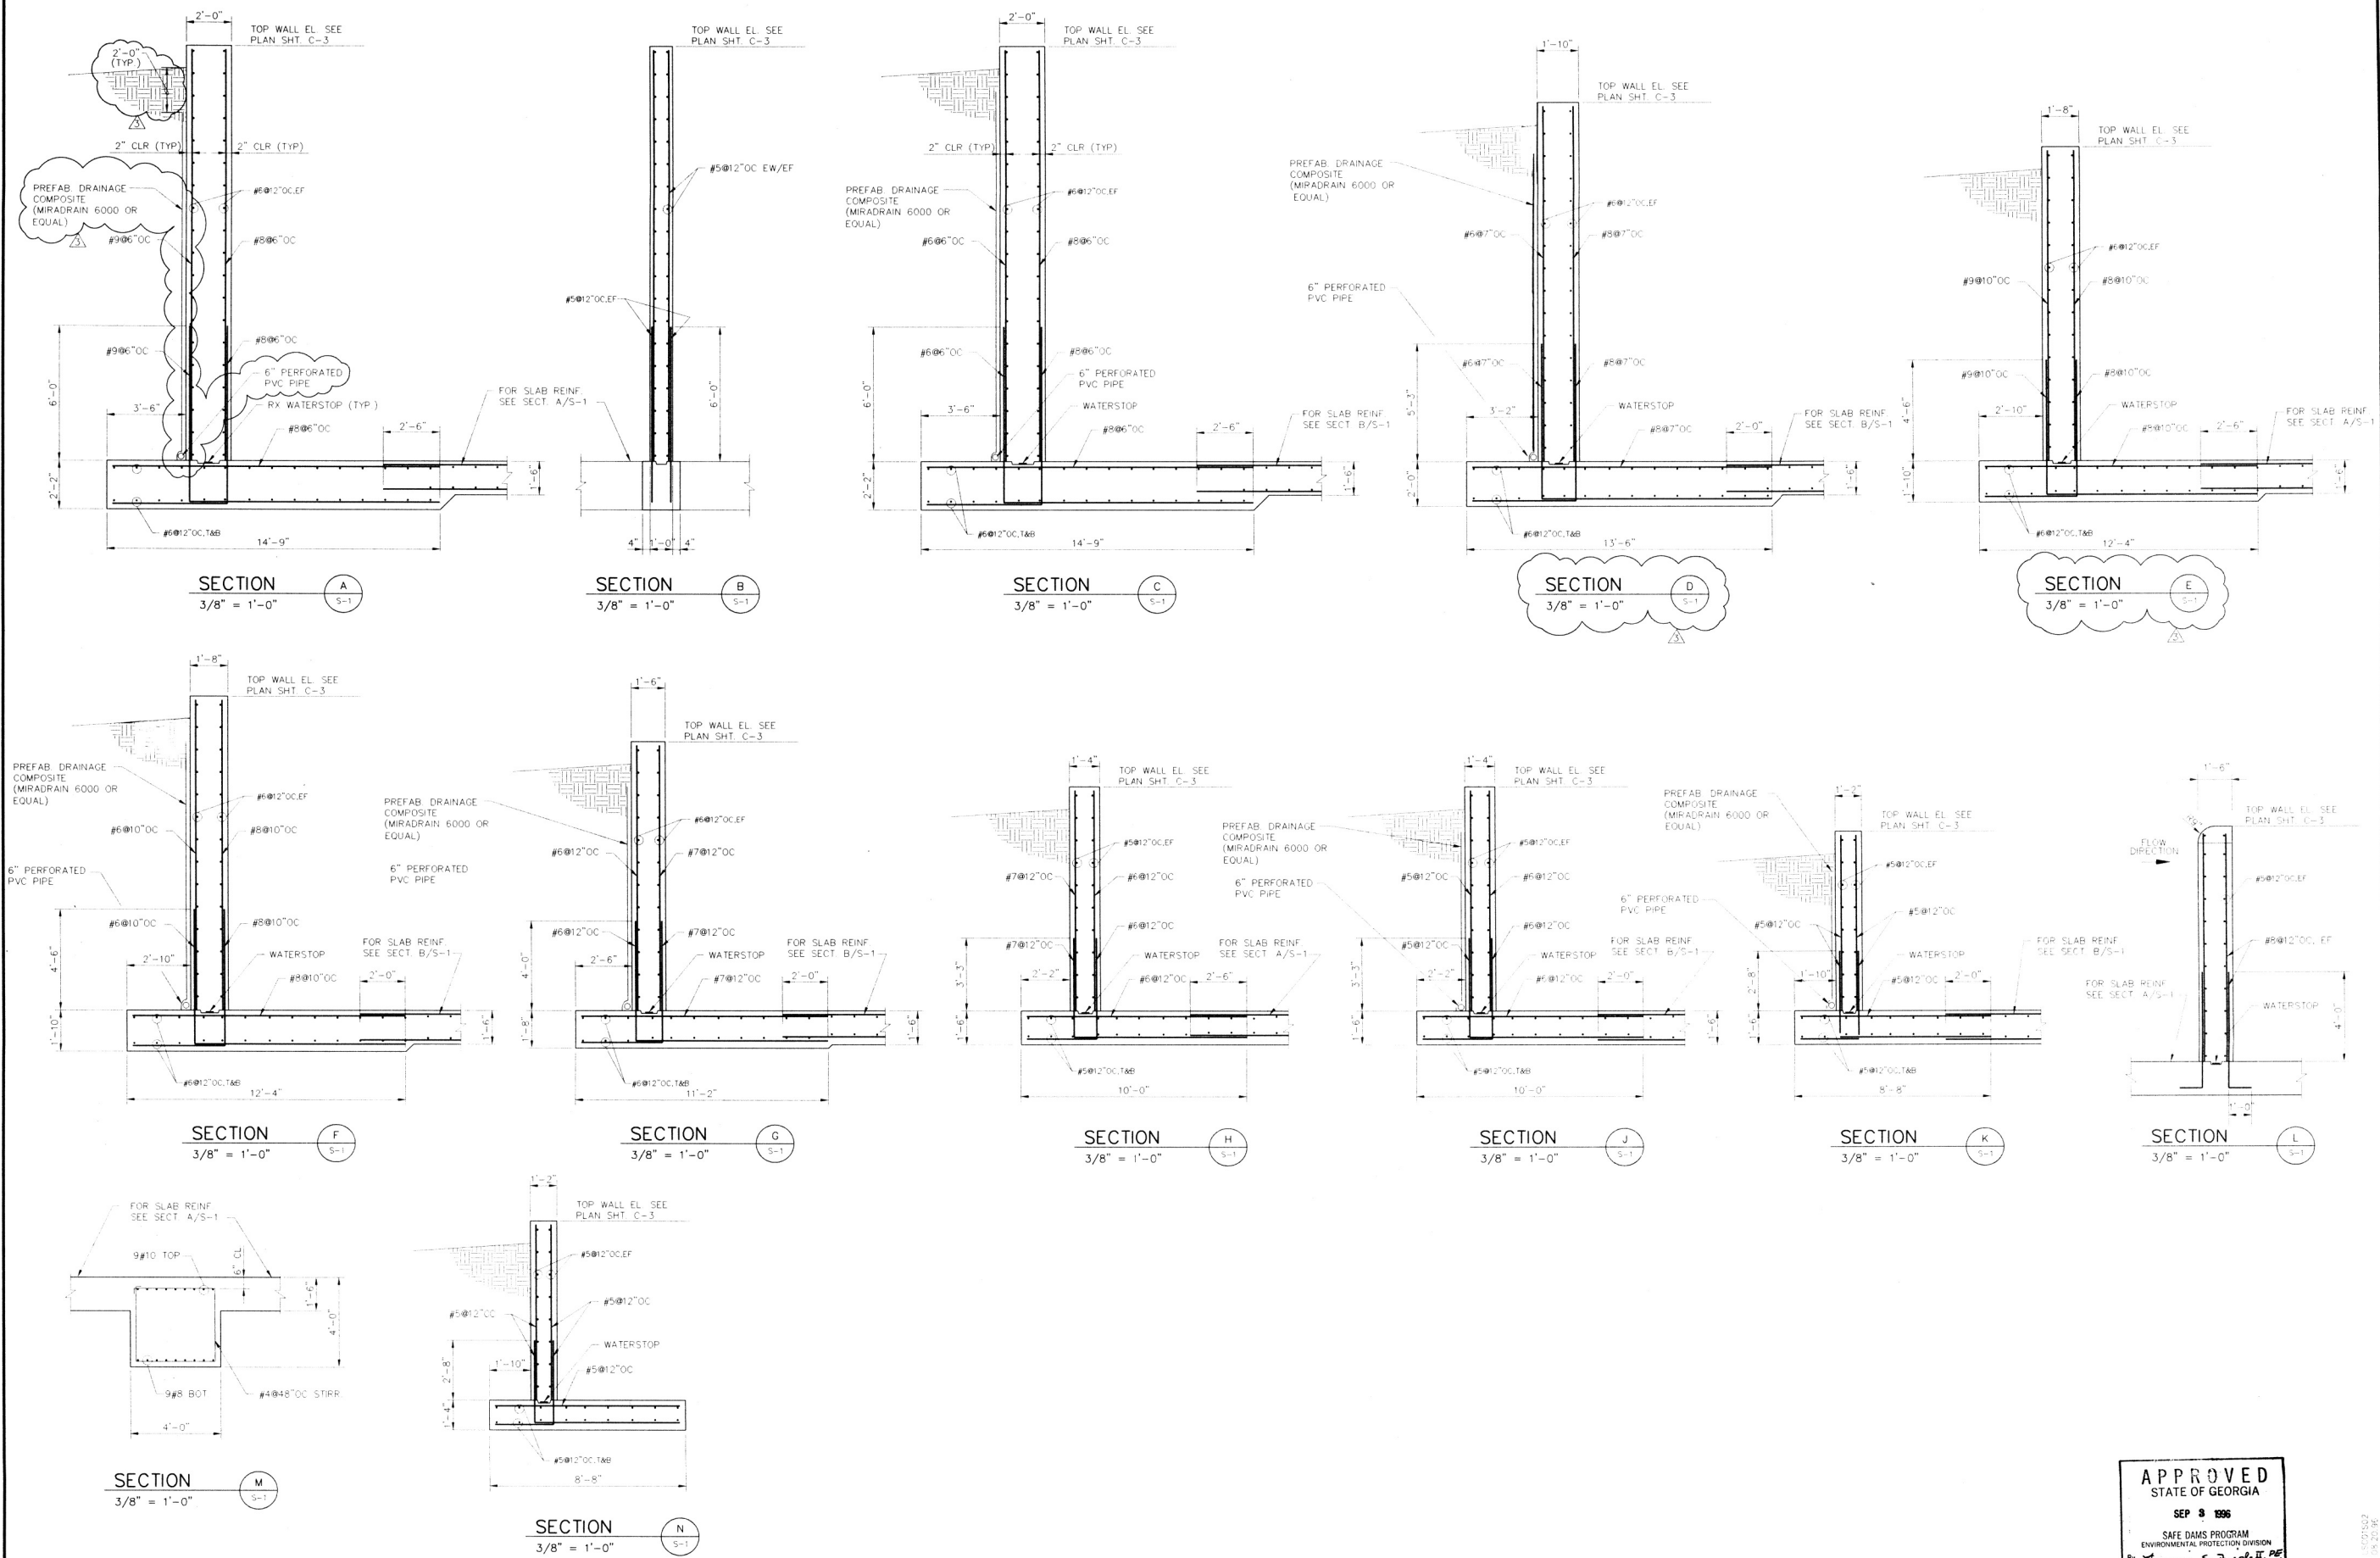 2'-0"
TOP WALL EL. SEE
PLAN SHT. C-3
2'-0"
(TYP.)
3
2" CLR (TYP)
2" CLR (TYP)
PREFAB. DRAINAGE
COMPOSITE
(MIRADRAIN 6000 OR
EQUAL)
3
#6@12"OC,EF
#9@6"OC
#8@6"OC
#9@6"OC
#8@6"OC
6" PERFORATED
PVC PIPE
RX WATERSTOP (TYP.)
#8@6"OC
6'-0"
3'-6"
2'-6"
FOR SLAB REINF.
SEE SECT. A/S-1
2'-2"
1'-6"
#6@12"OC,T&B
14'-9"
SECTION
A
S-1
3/8" = 1'-0"
TOP WALL EL. SEE
PLAN SHT. C-3
#5@12"OC EW/EF
#5@12"OC,EF
6'-0"
4"
1'-0"
4"
SECTION
B
S-1
3/8" = 1'-0"
2'-0"
TOP WALL EL. SEE
PLAN SHT. C-3
2" CLR (TYP)
2" CLR (TYP)
PREFAB. DRAINAGE
COMPOSITE
(MIRADRAIN 6000 OR
EQUAL)
#6@12"OC,EF
#6@6"OC
#8@6"OC
#6@6"OC
#8@6"OC
6" PERFORATED
PVC PIPE
WATERSTOP
#8@6"OC
6'-0"
3'-6"
2'-6"
FOR SLAB REINF.
SEE SECT. B/S-1
2'-2"
1'-6"
#6@12"OC,T&B
14'-9"
SECTION
C
S-1
3/8" = 1'-0"
1'-10"
TOP WALL EL. SEE
PLAN SHT. C-3
PREFAB. DRAINAGE
COMPOSITE
(MIRADRAIN 6000 OR
EQUAL)
#6@12"OC,EF
#6@7"OC
#8@7"OC
6" PERFORATED
PVC PIPE
#6@7"OC
#8@7"OC
WATERSTOP
#8@7"OC
5'-3"
3'-2"
2'-0"
FOR SLAB REINF.
SEE SECT. B/S-1
2'-0"
1'-6"
#6@12"OC,T&B
13'-6"
SECTION
D
S-1
3/8" = 1'-0"
3
1'-8"
TOP WALL EL. SEE
PLAN SHT. C-3
#6@12"OC,EF
#9@10"OC
#8@10"OC
#9@10"OC
#8@10"OC
WATERSTOP
#8@10"OC
4'-6"
2'-10"
2'-6"
FOR SLAB REINF.
SEE SECT. A/S-1
1'-10"
1'-6"
#6@12"OC,T&B
12'-4"
SECTION
E
S-1
3/8" = 1'-0"
3
1'-8"
TOP WALL EL. SEE
PLAN SHT. C-3
PREFAB. DRAINAGE
COMPOSITE
(MIRADRAIN 6000 OR
EQUAL)
#6@12"OC,EF
#6@10"OC
#8@10"OC
6" PERFORATED
PVC PIPE
#6@10"OC
#8@10"OC
WATERSTOP
#8@10"OC
4'-6"
2'-10"
2'-0"
FOR SLAB REINF.
SEE SECT. B/S-1
1'-10"
1'-6"
#6@12"OC,T&B
12'-4"
SECTION
F
S-1
3/8" = 1'-0"
1'-6"
TOP WALL EL. SEE
PLAN SHT. C-3
PREFAB. DRAINAGE
COMPOSITE
(MIRADRAIN 6000 OR
EQUAL)
#6@12"OC,EF
#6@12"OC
#7@12"OC
6" PERFORATED
PVC PIPE
#6@12"OC
#7@12"OC
WATERSTOP
#7@12"OC
4'-0"
2'-6"
2'-0"
FOR SLAB REINF.
SEE SECT. B/S-1
1'-8"
1'-6"
#6@12"OC,T&B
11'-2"
SECTION
G
S-1
3/8" = 1'-0"
1'-4"
TOP WALL EL. SEE
PLAN SHT. C-3
#5@12"OC,EF
#7@12"OC
#6@12"OC
#7@12"OC
#6@12"OC
WATERSTOP
#6@12"OC
3'-3"
2'-2"
2'-6"
FOR SLAB REINF.
SEE SECT. A/S-1
1'-6"
#5@12"OC,T&B
10'-0"
SECTION
H
S-1
3/8" = 1'-0"
1'-4"
TOP WALL EL. SEE
PLAN SHT. C-3
PREFAB. DRAINAGE
COMPOSITE
(MIRADRAIN 6000 OR
EQUAL)
#5@12"OC,EF
#5@12"OC
#6@12"OC
6" PERFORATED
PVC PIPE
#5@12"OC
#6@12"OC
WATERSTOP
#6@12"OC
3'-3"
2'-2"
2'-0"
FOR SLAB REINF.
SEE SECT. B/S-1
1'-6"
1'-6"
#5@12"OC,T&B
10'-0"
SECTION
J
S-1
3/8" = 1'-0"
1'-2"
TOP WALL EL. SEE
PLAN SHT. C-3
PREFAB. DRAINAGE
COMPOSITE
(MIRADRAIN 6000 OR
EQUAL)
#5@12"OC,EF
6" PERFORATED
PVC PIPE
#5@12"OC
#5@12"OC
WATERSTOP
#5@12"OC
2'-8"
1'-10"
2'-0"
FOR SLAB REINF.
SEE SECT. B/S-1
1'-6"
#5@12"OC,T&B
8'-8"
SECTION
K
S-1
3/8" = 1'-0"
1'-6"
TOP WALL EL. SEE
PLAN SHT. C-3
FLOW
DIRECTION
#5@12"OC,EF
#8@12"OC, EF
FOR SLAB REINF.
SEE SECT. A/S-1
WATERSTOP
4'-0"
1'-0"
SECTION
L
S-1
3/8" = 1'-0"
FOR SLAB REINF.
SEE SECT. A/S-1
9#10 TOP
6" CL
1'-6"
4'-0"
9#8 BOT
#4@48"OC STIRR.
4'-0"
SECTION
M
S-1
3/8" = 1'-0"
1'-2"
TOP WALL EL. SEE
PLAN SHT. C-3
#5@12"OC,EF
#5@12"OC
#5@12"OC
WATERSTOP
#5@12"OC
2'-8"
1'-10"
1'-4"
#5@12"OC,T&B
8'-8"
SECTION
N
S-1
3/8" = 1'-0"
APPROVED
STATE OF GEORGIA
SEP 3 1996
SAFE DAMS PROGRAM
ENVIRONMENTAL PROTECTION DIVISION